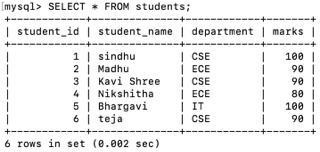 mysql> SELECT * FROM students;
+------------+--------------+------------+-------+
| student_id | student_name | department | marks |
+------------+--------------+------------+-------+
|          1 | sindhu       | CSE        |   100 |
|          2 | Madhu        | ECE        |    90 |
|          3 | Kavi Shree   | CSE        |    90 |
|          4 | Nikshitha    | ECE        |    80 |
|          5 | Bhargavi     | IT         |   100 |
|          6 | teja         | CSE        |    90 |
+------------+--------------+------------+-------+
6 rows in set (0.002 sec)